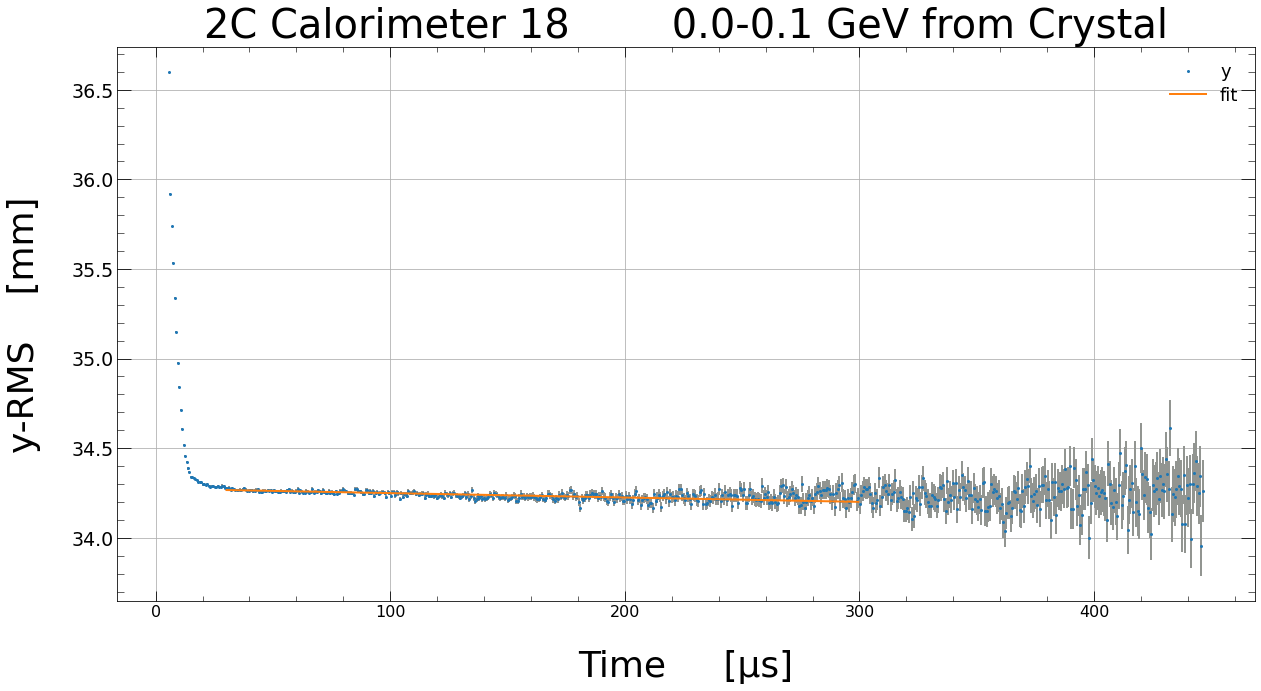 2C Calorimeter 18 0.0-0.1 GeV from Crystal
y
fit
36.5
36.0
35.5
35.0
34.5
34.0
y-RMS [mm]
0 100 200 300 400
Time [µs]